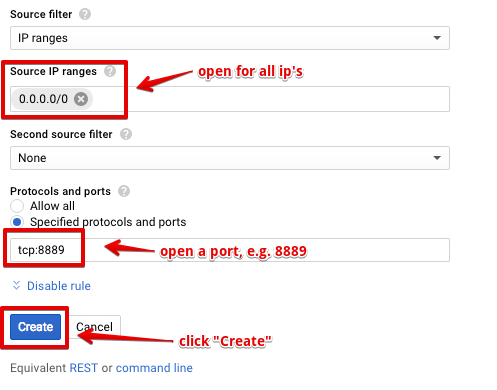 Source filter
IP ranges
Source IP ranges
open for all ip's
0.0.0.0/0
Second source filter
None
Protocols and ports
Allow all
Specified protocols and ports
tcp:8889
open a port, e.g. 8889
Disable rule
Create
Cancel
click "Create"
Equivalent REST or command line